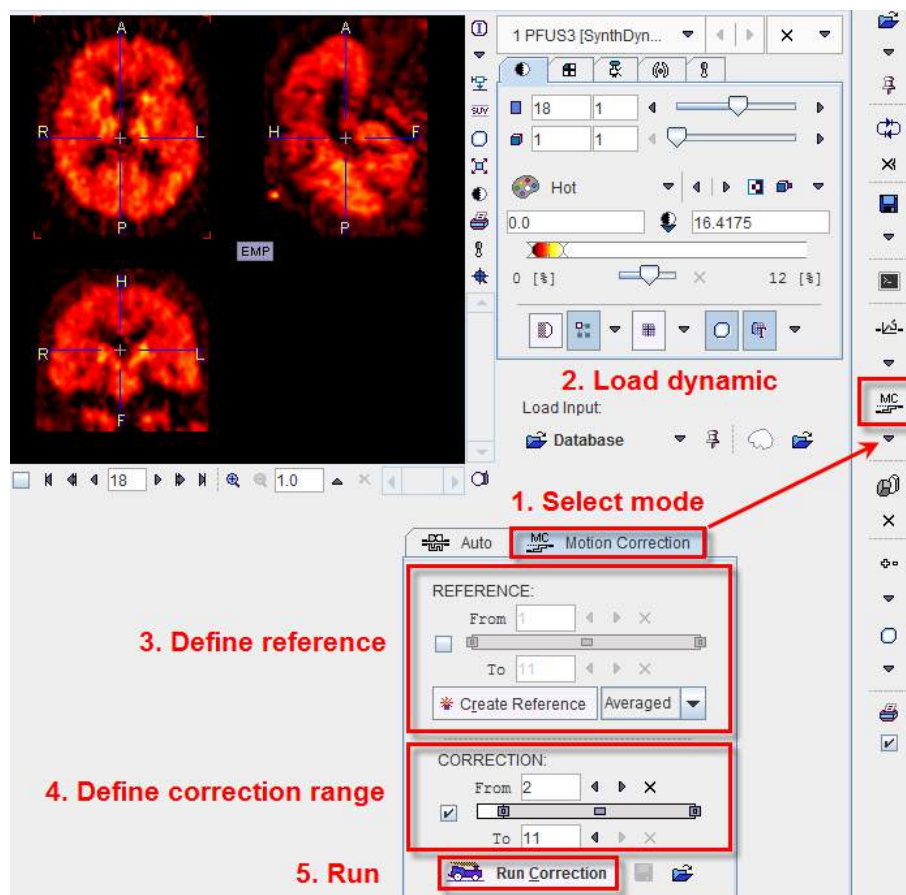 A
R
L
P
A
H
F
P
EMP
H
R
L
F
SUV
1 PFUS3 [SynthDyn...
18 1
1 1
Hot
0.0 16.4175
0 [%] 12 [%]
2. Load dynamic
Load Input:
Database
MC
18 1.0
1. Select mode
Auto MC Motion Correction
REFERENCE:
From 1
3. Define reference
To 11
Create Reference Averaged
CORRECTION:
From 2
4. Define correction range
To 11
5. Run
Run Correction